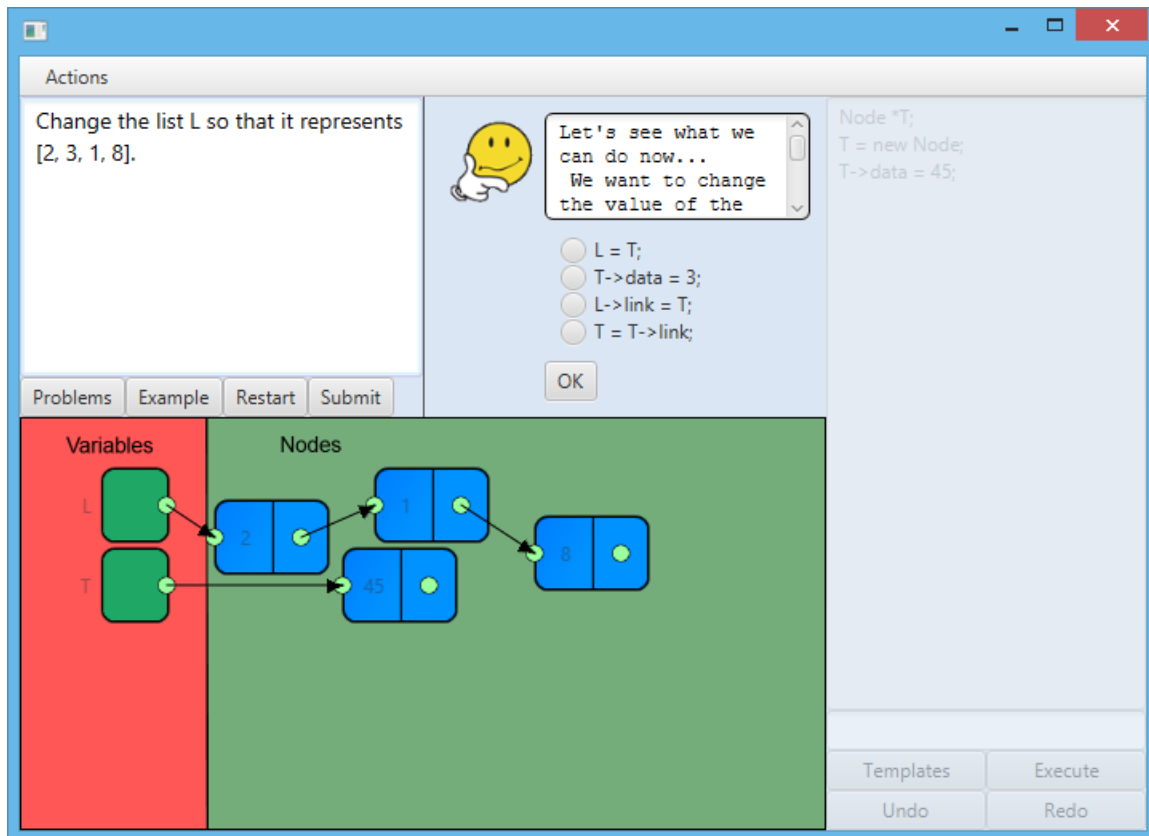 Actions
Change the list L so that it represents
[2, 3, 1, 8].
Problems
Example
Restart
Submit
Let's see what we
can do now...
We want to change
the value of the
L = T;
T->data = 3;
L->link = T;
T = T->link;
OK
Node *T;
T = new Node;
T->data = 45;
Variables
Nodes
L
2
1
8
T
45
Templates
Execute
Undo
Redo